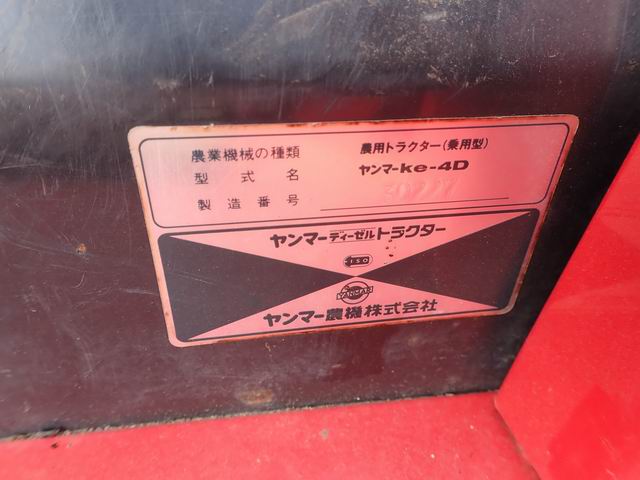 農業機械の種類 農用トラクター(乗用型)
型式名 ヤンマーke-4D
製造番号
ヤンマーディーゼルトラクター
ISO
YANMAR
ヤンマー農機株式会社